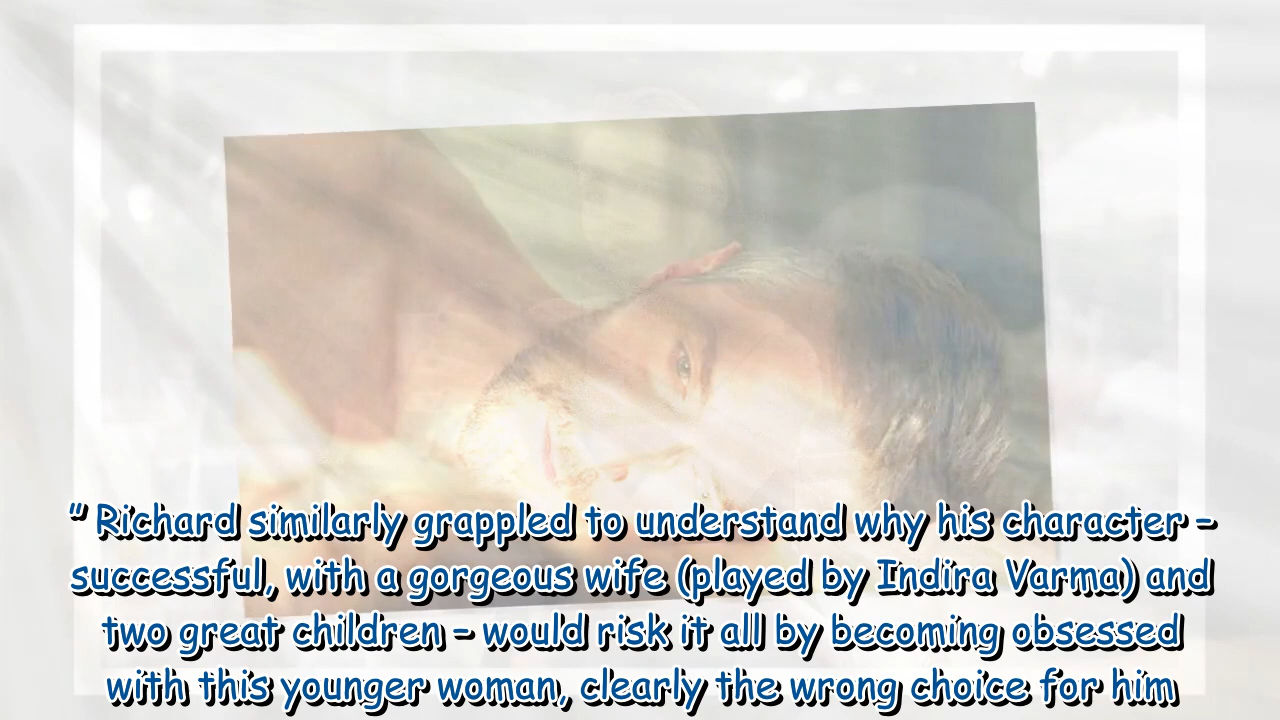 ” Richard similarly grappled to understand why his character –
successful, with a gorgeous wife (played by Indira Varma) and
two great children – would risk it all by becoming obsessed
with this younger woman, clearly the wrong choice for him